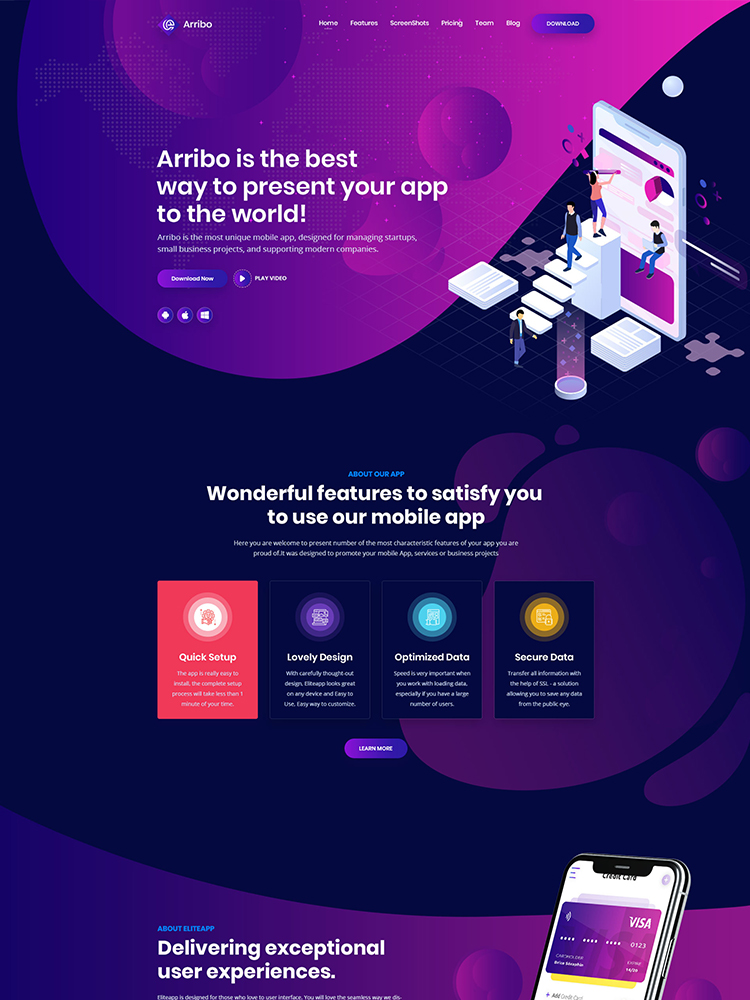 Arribo
Home Features ScreenShots Pricing Team Blog DOWNLOAD
Arribo is the best
way to present your app
to the world!
Arribo is the most unique mobile app, designed for managing startups,
small business projects, and supporting modern companies.
Download Now PLAY VIDEO
ABOUT OUR APP
Wonderful features to satisfy you
to use our mobile app
Here you are welcome to present number of the most characteristic features of your app you are
proud of.It was designed to promote your mobile App, services or business projects
Quick Setup
The app is really easy to
install, the complete setup
process will take less than 1
minute of your time.
Lovely Design
With carefully thought-out
design, Eliteapp looks great
on any device and Easy to
Use, Easy way to customize.
Optimized Data
Speed is very important when
you work with loading data,
especially if you have a large
number of users.
Secure Data
Transfer all information with
the help of SSL - a solution
allowing you to save any data
from the public eye.
LEARN MORE
Credit Card
VISA
0123
CARDHOLDER
EXPIRE
14/20
+ Add Credit Card
ABOUT ELITEAPP
Delivering exceptional
user experiences.
Eliteapp is designed for those who love to user interface. You will love the seamless way we dis-